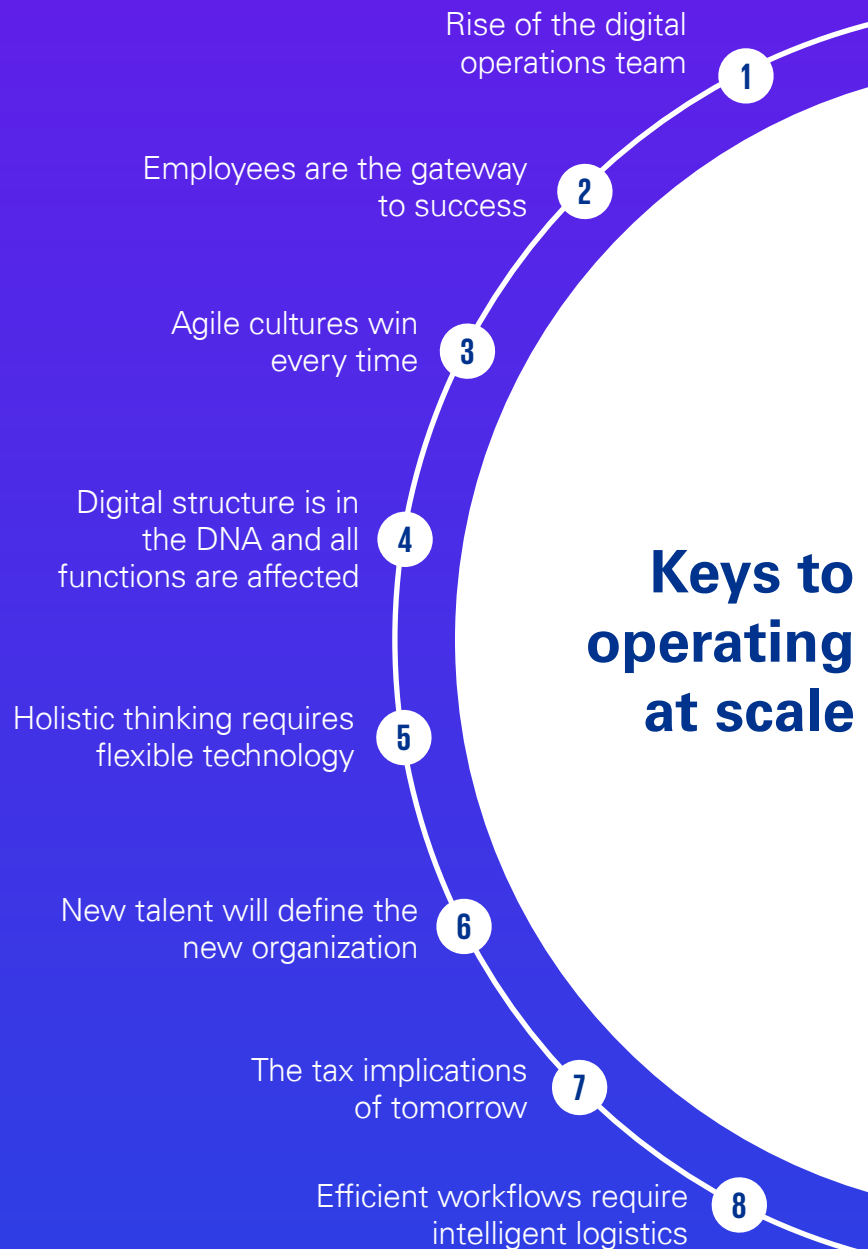 Rise of the digital
operations team
1
Employees are the gateway
to success
2
Agile cultures win
every time
3
Digital structure is in
the DNA and all
functions are affected
4
Keys to
operating
at scale
Holistic thinking requires
flexible technology
5
New talent will define the
new organization
6
The tax implications
of tomorrow
7
Efficient workflows require
intelligent logistics
8